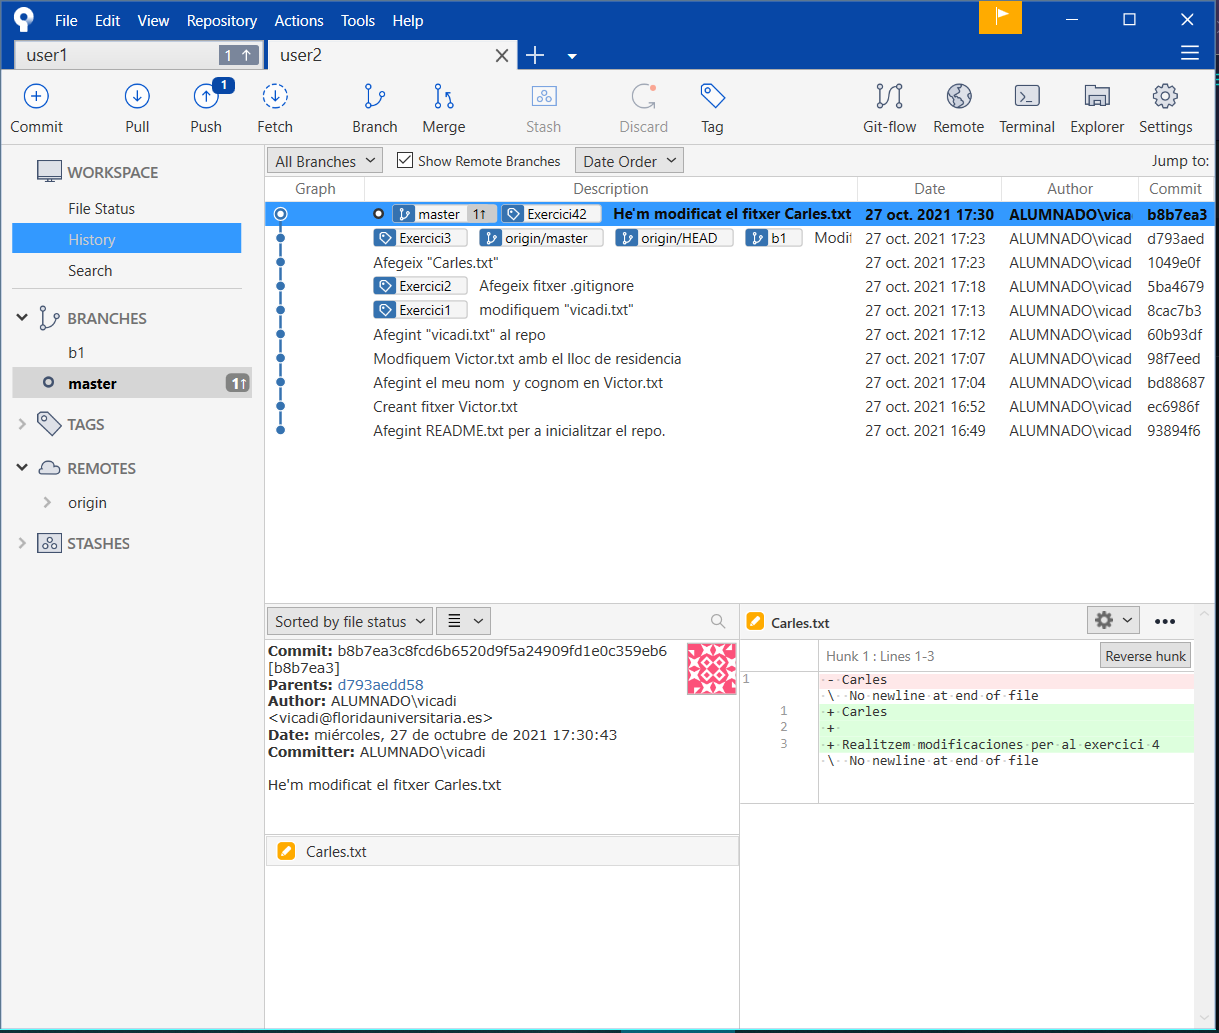 File Edit View Repository Actions Tools Help
user1 1 ↑ user2
1
Commit Pull Push Fetch Branch Merge Stash Discard Tag Git-flow Remote Terminal Explorer Settings
WORKSPACE
File Status
History
Search
BRANCHES
b1
master 1↑
TAGS
REMOTES
origin
STASHES
All Branches Show Remote Branches Date Order Jump to:
Graph Description Date Author Commit
master 1↑ Exercici42 He'm modificat el fitxer Carles.txt 27 oct. 2021 17:30 ALUMNADO\vica b8b7ea3
Exercici3 origin/master origin/HEAD b1 Modif 27 oct. 2021 17:23 ALUMNADO\vicad d793aed
Afegeix "Carles.txt" 27 oct. 2021 17:23 ALUMNADO\vicad 1049e0f
Exercici2 Afegeix fitxer .gitignore 27 oct. 2021 17:18 ALUMNADO\vicad 5ba4679
Exercici1 modifiquem "vicadi.txt" 27 oct. 2021 17:13 ALUMNADO\vicad 8cac7b3
Afegint "vicadi.txt" al repo 27 oct. 2021 17:12 ALUMNADO\vicad 60b93df
Modfiquem Victor.txt amb el lloc de residencia 27 oct. 2021 17:07 ALUMNADO\vicad 98f7eed
Afegint el meu nom  y cognom en Victor.txt 27 oct. 2021 17:04 ALUMNADO\vicad bd88687
Creant fitxer Victor.txt 27 oct. 2021 16:52 ALUMNADO\vicad ec6986f
Afegint README.txt per a inicialitzar el repo. 27 oct. 2021 16:49 ALUMNADO\vicad 93894f6
Sorted by file status
Commit: b8b7ea3c8fcd6b6520d9f5a24909fd1e0c359eb6
[b8b7ea3]
Parents: d793aedd58
Author: ALUMNADO\vicadi
<vicadi@floridauniversitaria.es>
Date: miércoles, 27 de octubre de 2021 17:30:43
Committer: ALUMNADO\vicadi
He'm modificat el fitxer Carles.txt
Carles.txt
Carles.txt
Hunk 1 : Lines 1-3 Reverse hunk
1 - Carles
\ No newline at end of file
1 + Carles
2 +
3 + Realitzem modificaciones per al exercici 4
\ No newline at end of file